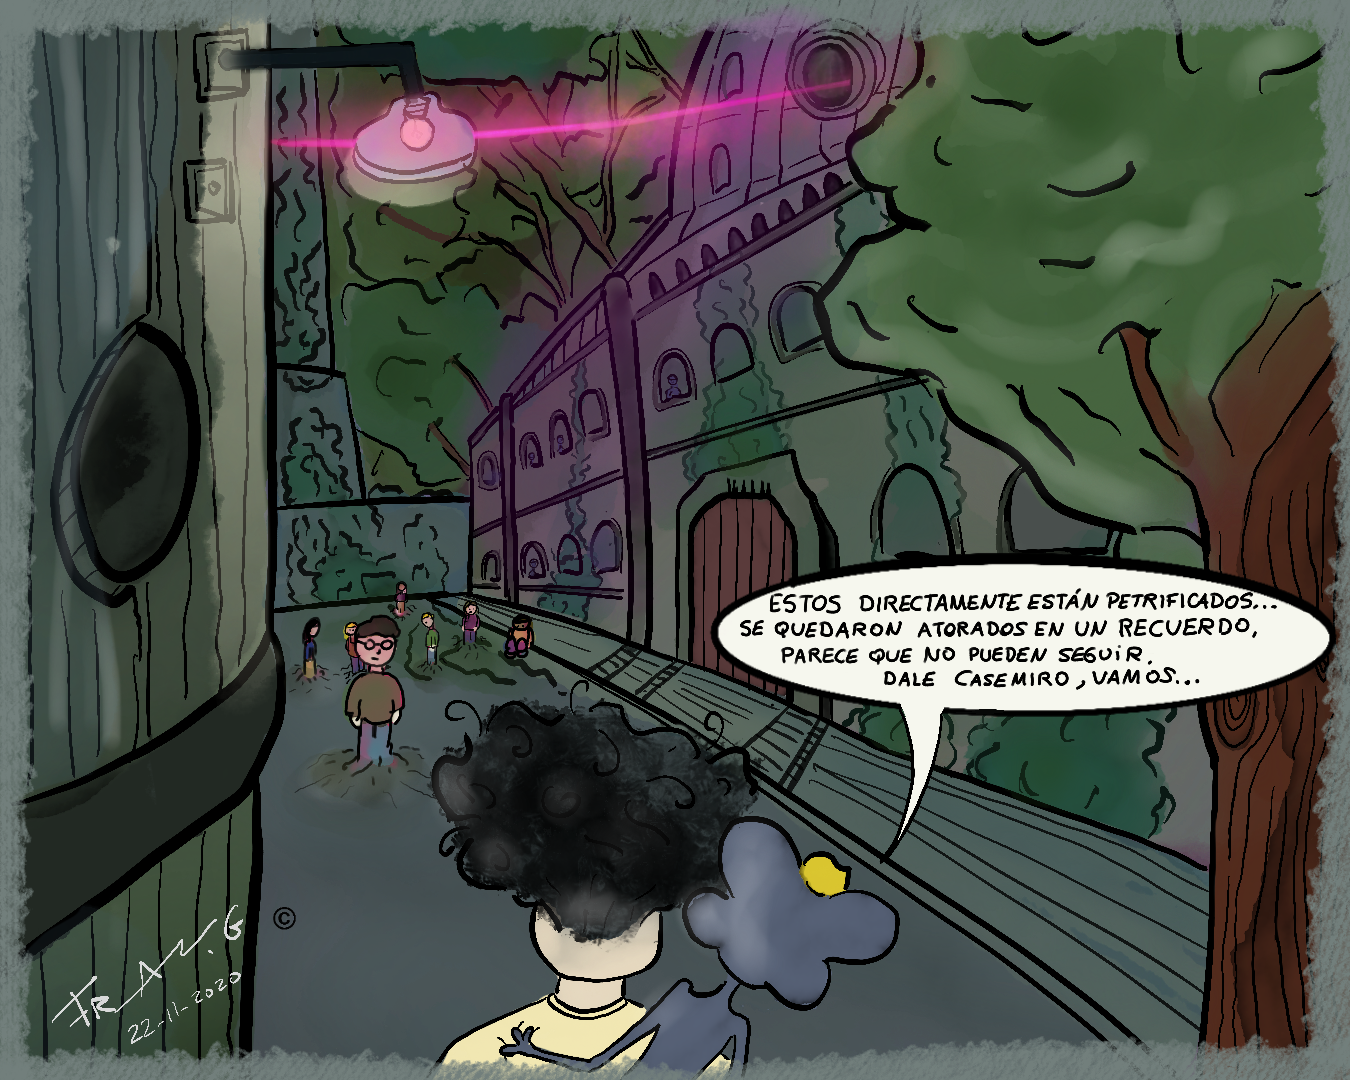 ESTOS DIRECTAMENTE ESTÁN PETRIFICADOS...
SE QUEDARON ATORADOS EN UN RECUERDO,
PARECE QUE NO PUEDEN SEGUIR.
DALE CASEMIRO, VAMOS...
©
FRAN.G
22-11-2020